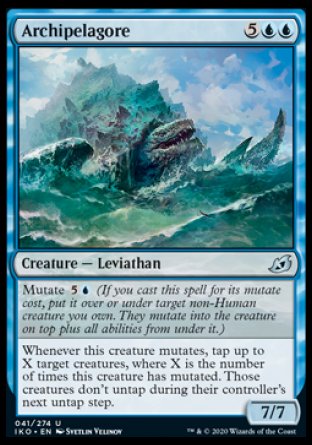 Archipelagore 5
Creature — Leviathan
Mutate 5 (If you cast this spell for its mutate
cost, put it over or under target non-Human
creature you own. They mutate into the creature
on top plus all abilities from under it.)
Whenever this creature mutates, tap up to
X target creatures, where X is the number
of times this creature has mutated. Those
creatures don't untap during their controller's
next untap step.
7/7
041/274 U
IKO • EN Svetlin Velinov
™ & © 2020 Wizards of the Coast